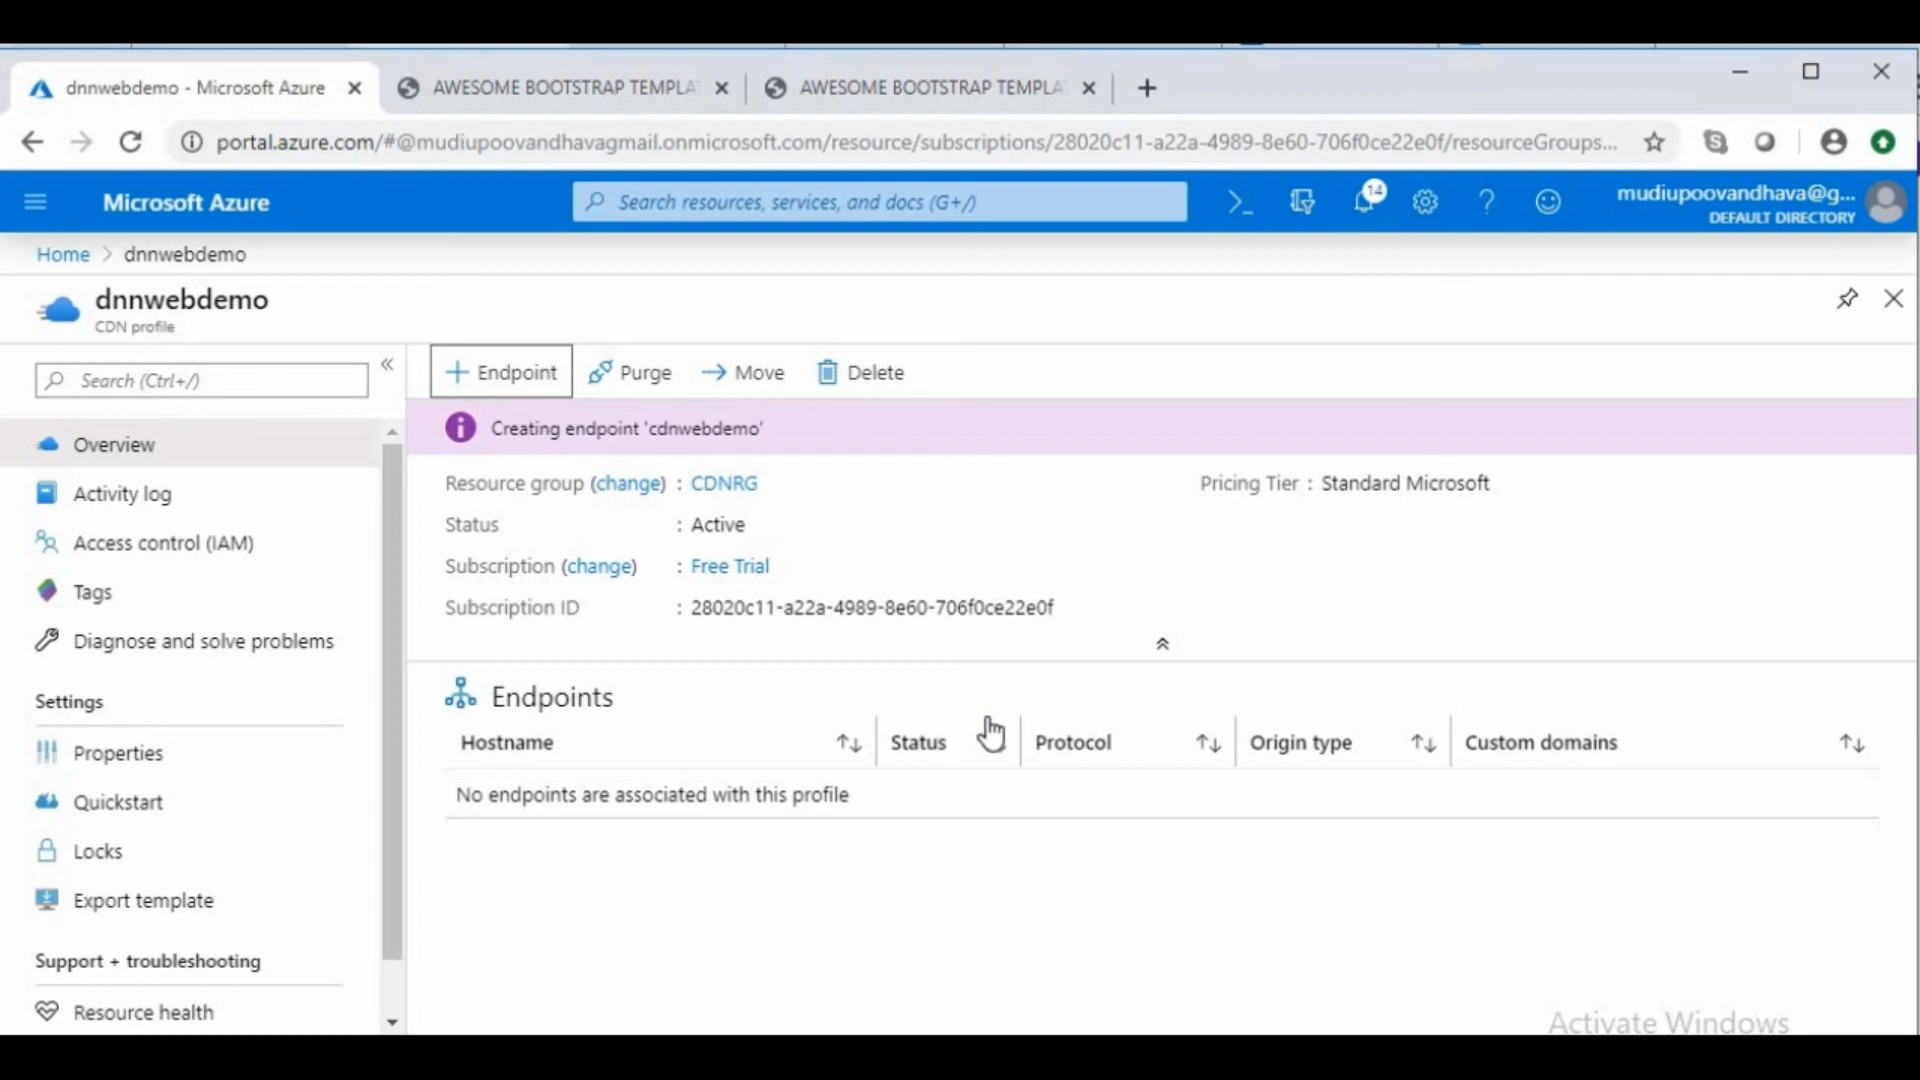 dnnwebdemo - Microsoft Azure
AWESOME BOOTSTRAP TEMPLA
AWESOME BOOTSTRAP TEMPLA
portal.azure.com/#@mudiupoovandhavagmail.onmicrosoft.com/resource/subscriptions/28020c11-a22a-4989-8e60-706f0ce22e0f/resourceGroups...
Microsoft Azure
Search resources, services, and docs (G+/)
14
mudiupoovandhava@g...
DEFAULT DIRECTORY
Home > dnnwebdemo
dnnwebdemo
CDN profile
Search (Ctrl+/)
Overview
Activity log
Access control (IAM)
Tags
Diagnose and solve problems
Settings
Properties
Quickstart
Locks
Export template
Support + troubleshooting
Resource health
Endpoint Purge Move Delete
Creating endpoint 'cdnwebdemo'
Resource group (change) : CDNRG
Pricing Tier : Standard Microsoft
Status : Active
Subscription (change) : Free Trial
Subscription ID : 28020c11-a22a-4989-8e60-706f0ce22e0f
Endpoints
Hostname Status Protocol Origin type Custom domains
No endpoints are associated with this profile
Activate Windows